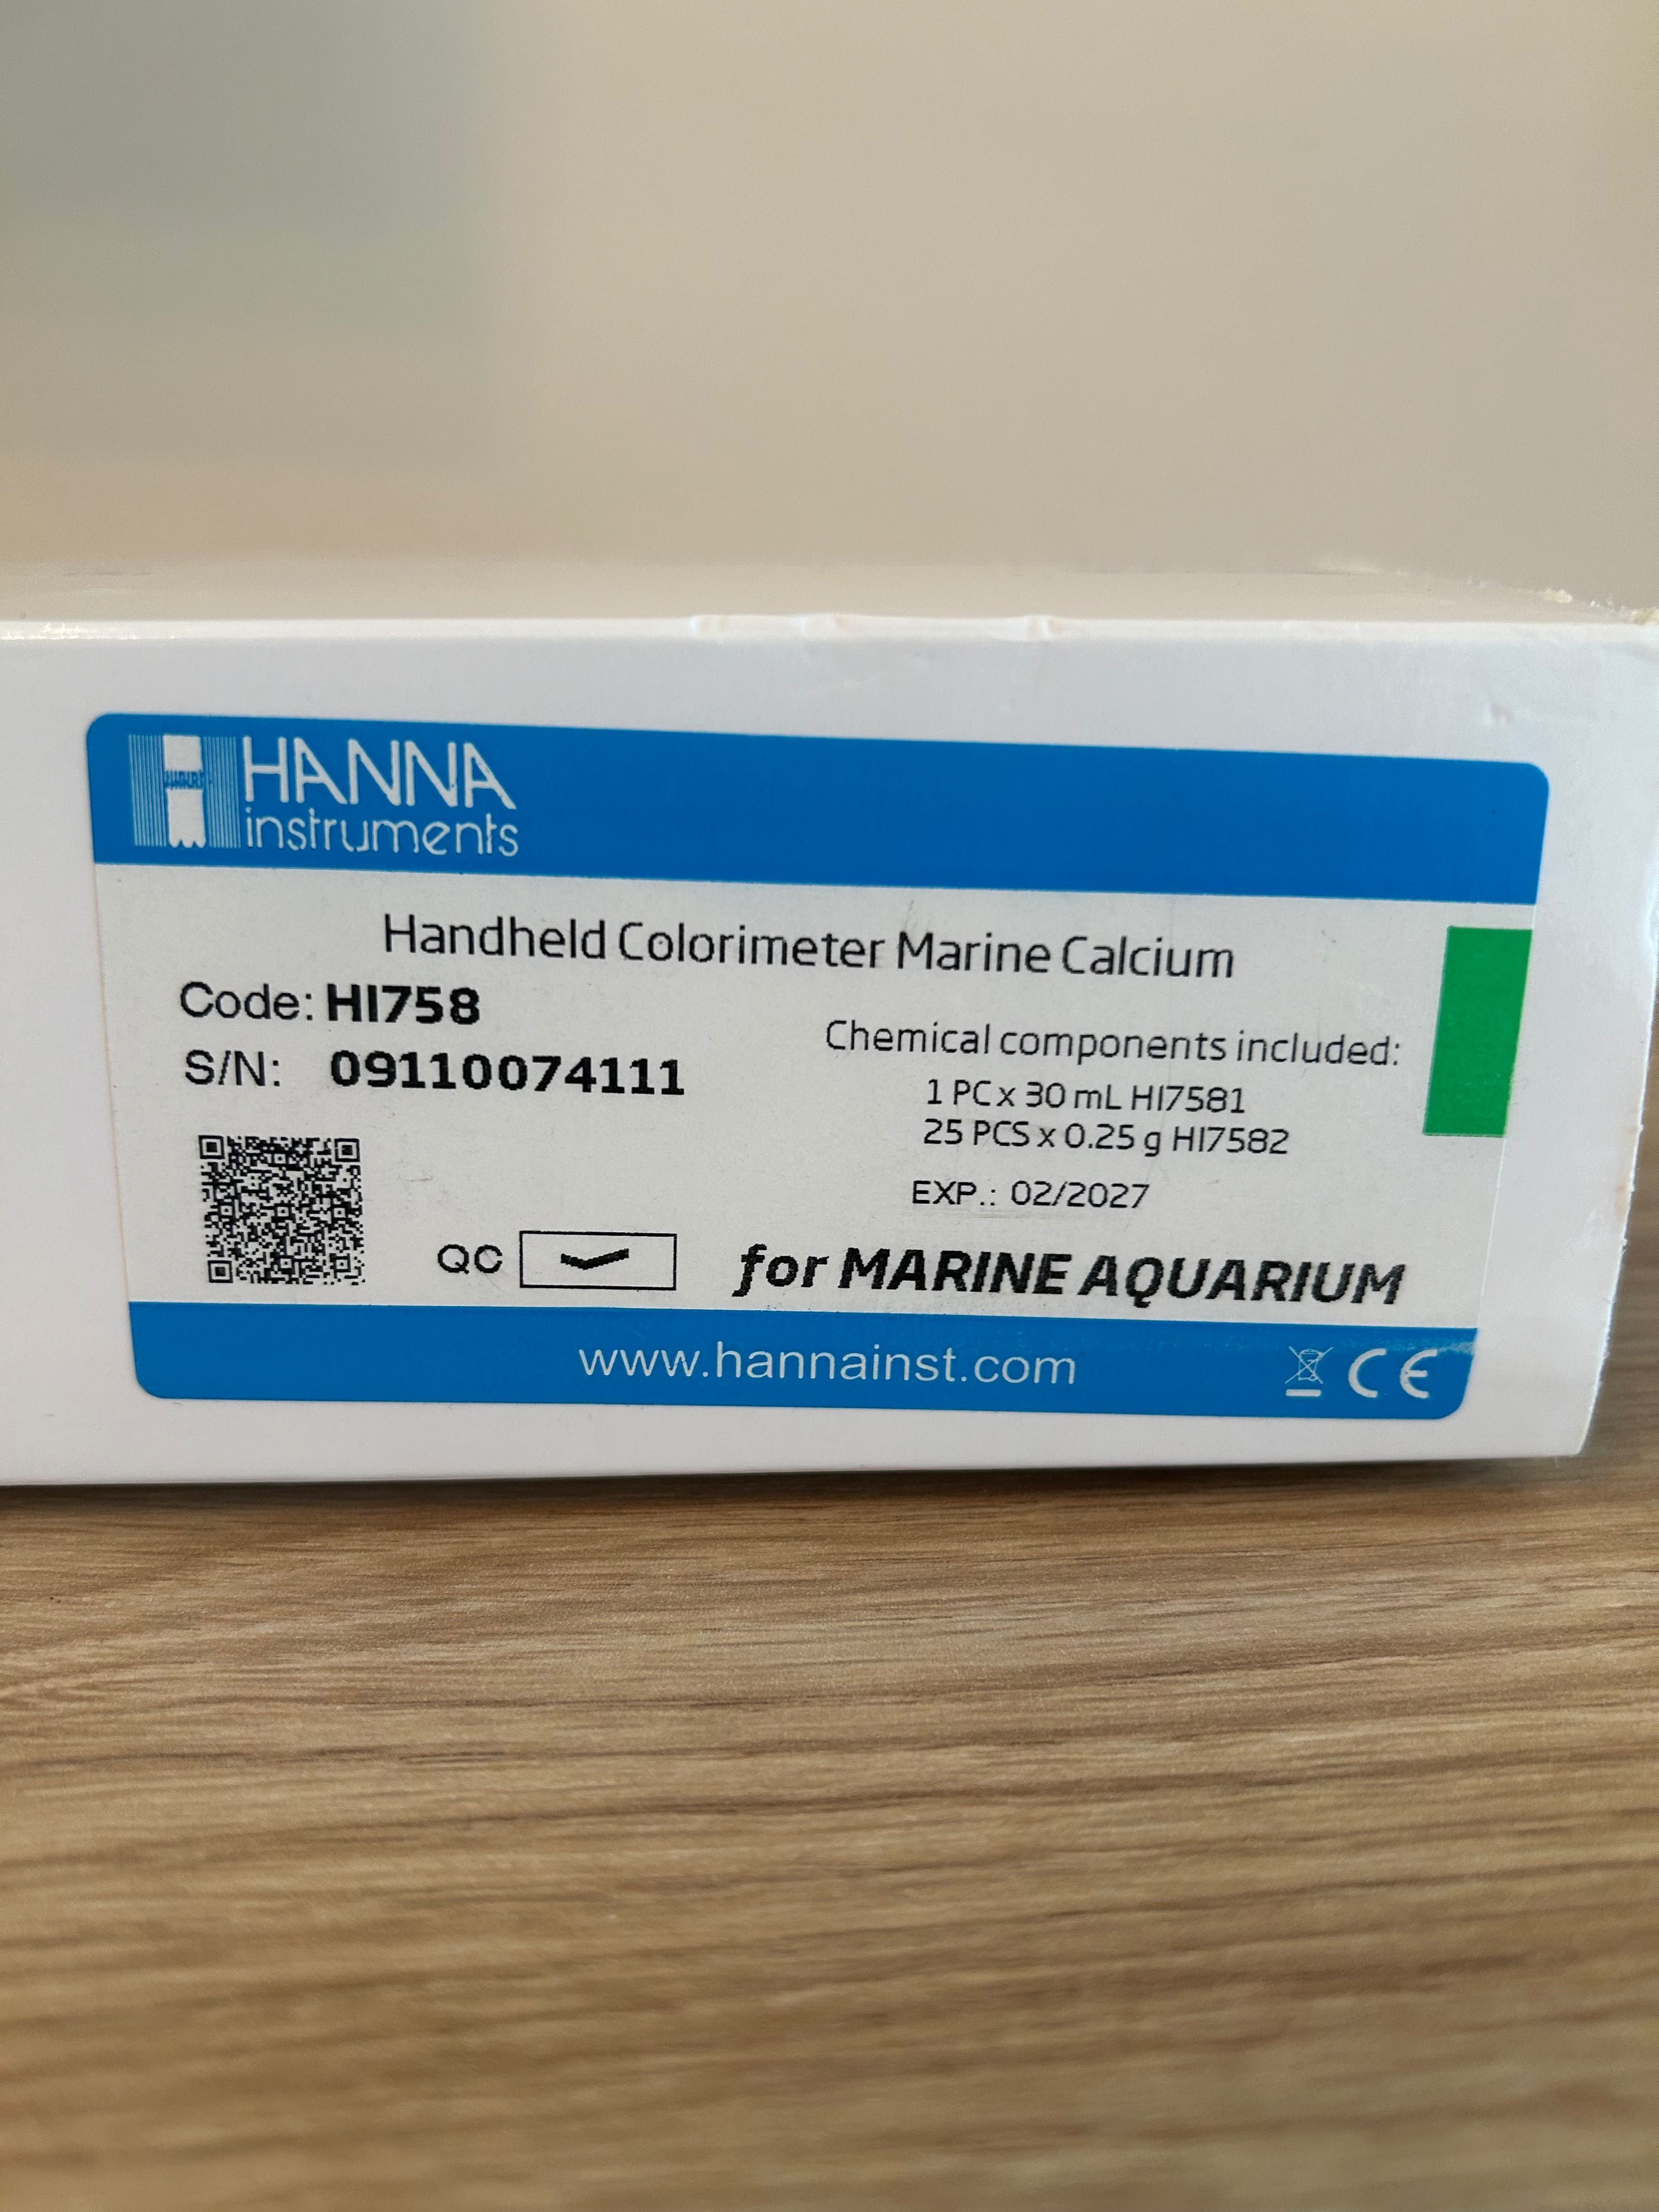 HANNA
instruments
Handheld Colorimeter Marine Calcium
Code: HI758
S/N: 09110074111
Chemical components included:
1 PC x 30 mL HI7581
25 PCS x 0.25 g HI7582
EXP.: 02/2027
QC
for MARINE AQUARIUM
www.hannainst.com
CE